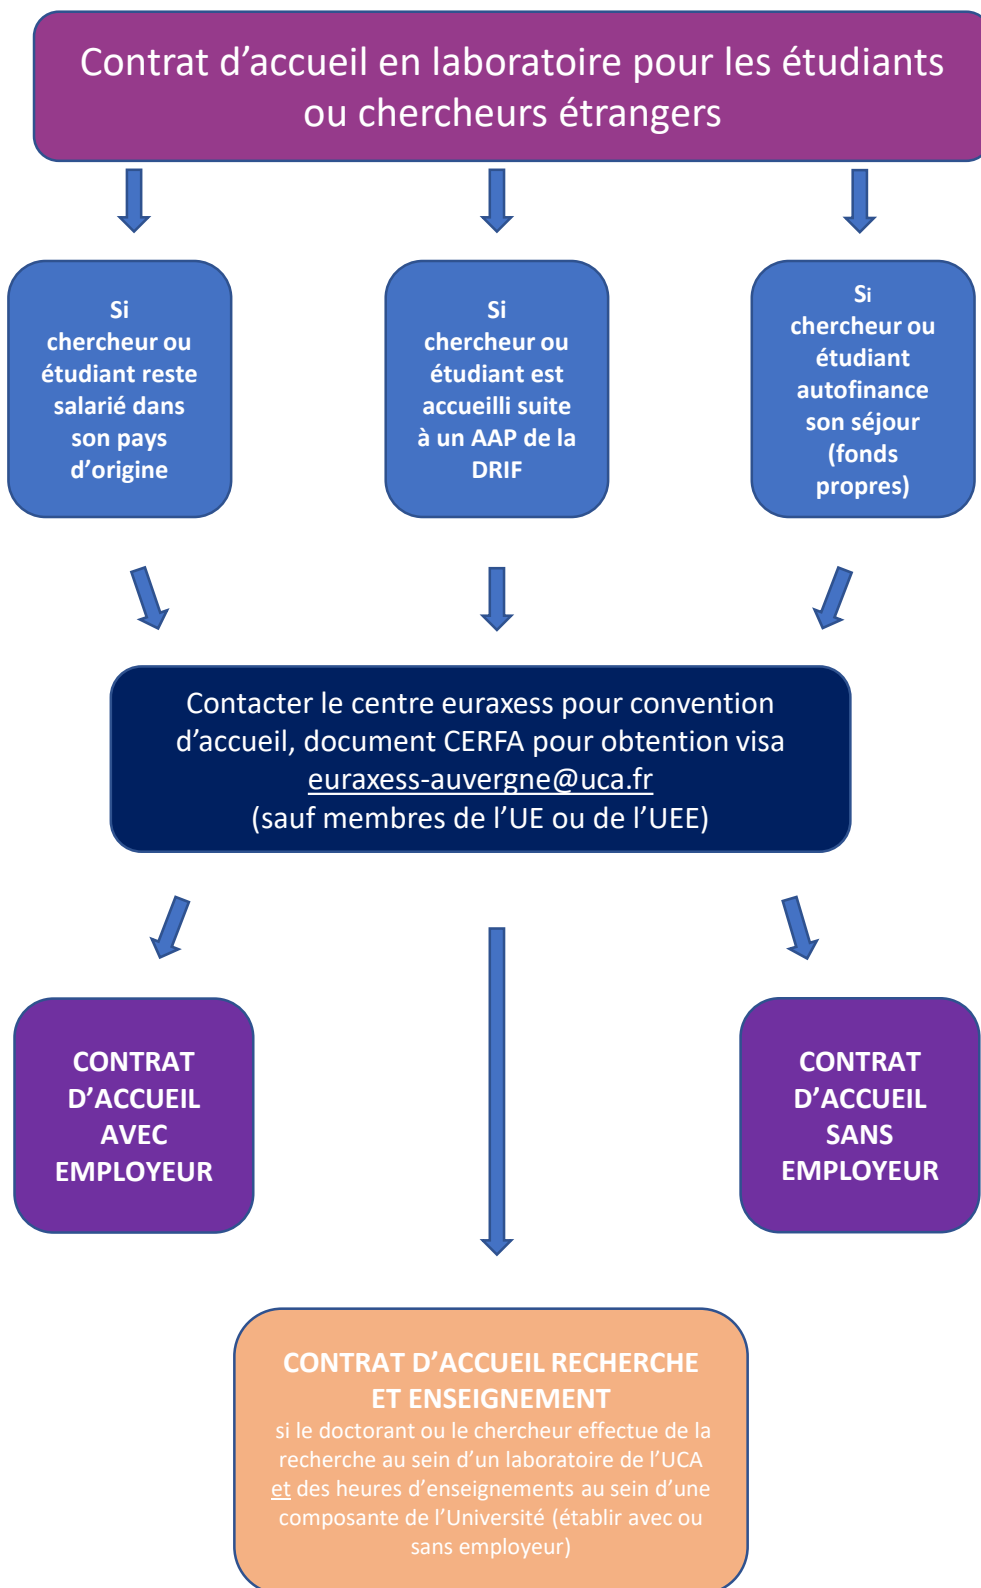 Contrat d’accueil en laboratoire pour les étudiants
ou chercheurs étrangers
Si
chercheur ou
étudiant reste
salarié dans
son pays
d’origine
Si
chercheur ou
étudiant est
accueilli suite
à un AAP de la
DRIF
Si
chercheur ou
étudiant
autofinance
son séjour
(fonds
propres)
Contacter le centre euraxess pour convention
d’accueil, document CERFA pour obtention visa
euraxess-auvergne@uca.fr
(sauf membres de l’UE ou de l’UEE)
CONTRAT
D’ACCUEIL
AVEC
EMPLOYEUR
CONTRAT
D’ACCUEIL
SANS
EMPLOYEUR
CONTRAT D’ACCUEIL RECHERCHE
ET ENSEIGNEMENT
si le doctorant ou le chercheur effectue de la
recherche au sein d’un laboratoire de l’UCA
et des heures d’enseignements au sein d’une
composante de l’Université (établir avec ou
sans employeur)